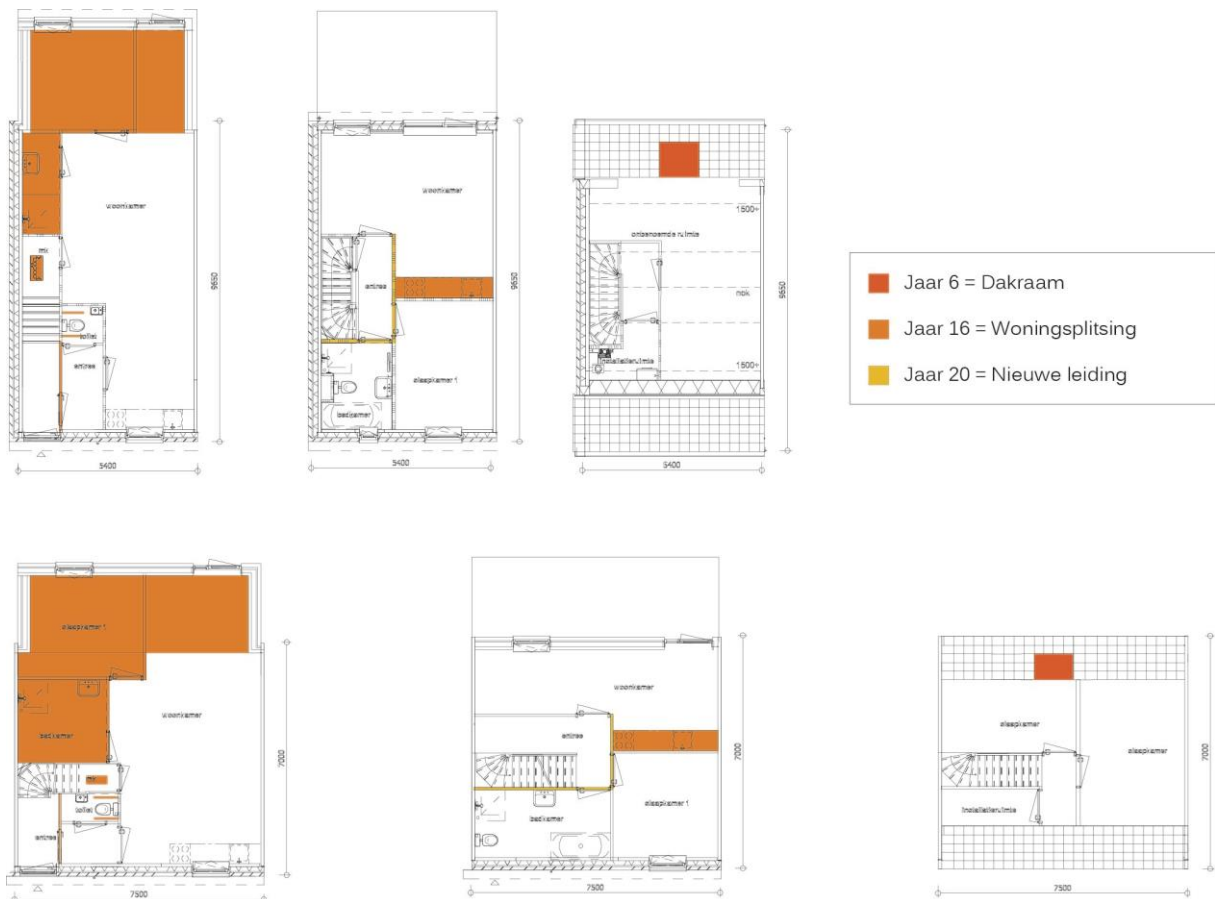 woonkamer
mk
toilet
entree
9650
5400
woonkamer
entree
slaapkamer 1
badkamer
9650
5400
1500+
onbenoemde ruimte
nok
installatieruimte
1500+
9650
5400
Jaar 6 = Dakraam
Jaar 16 = Woningsplitsing
Jaar 20 = Nieuwe leiding
slaapkamer 1
woonkamer
badkamer
mk
toilet
entree
7000
7500
woonkamer
entree
slaapkamer 1
badkamer
7000
7500
slaapkamer
slaapkamer
installatieruimte
7000
7500